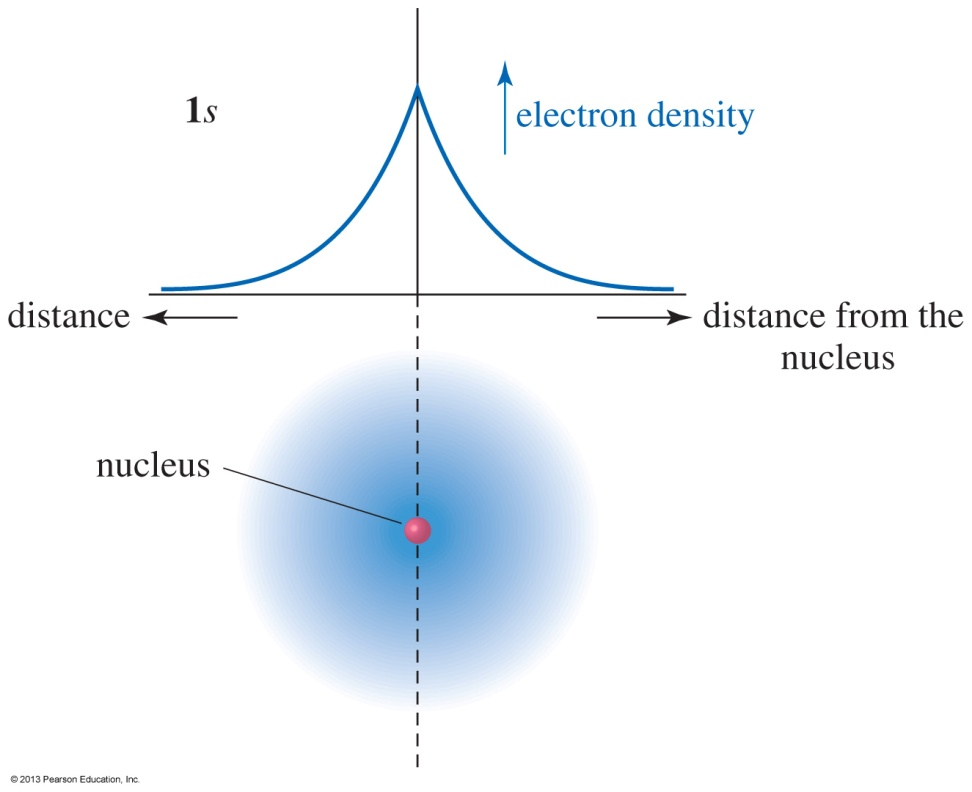 1s
electron density
distance
distance from the
nucleus
nucleus
© 2013 Pearson Education, Inc.